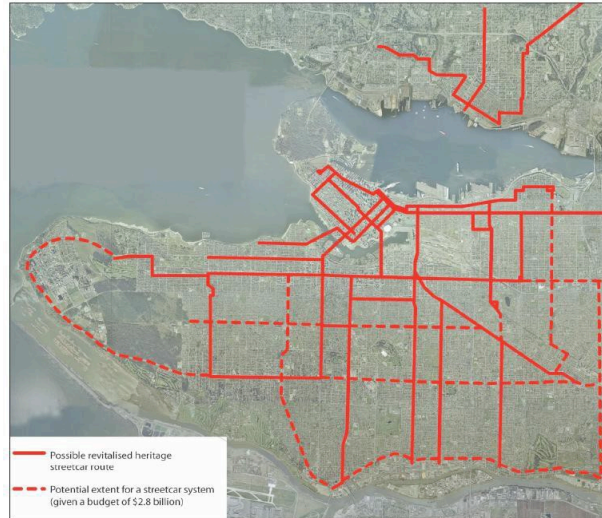 Possible revitalised heritage
streetcar route
Potential extent for a streetcar system
(given a budget of $2.8 billion)